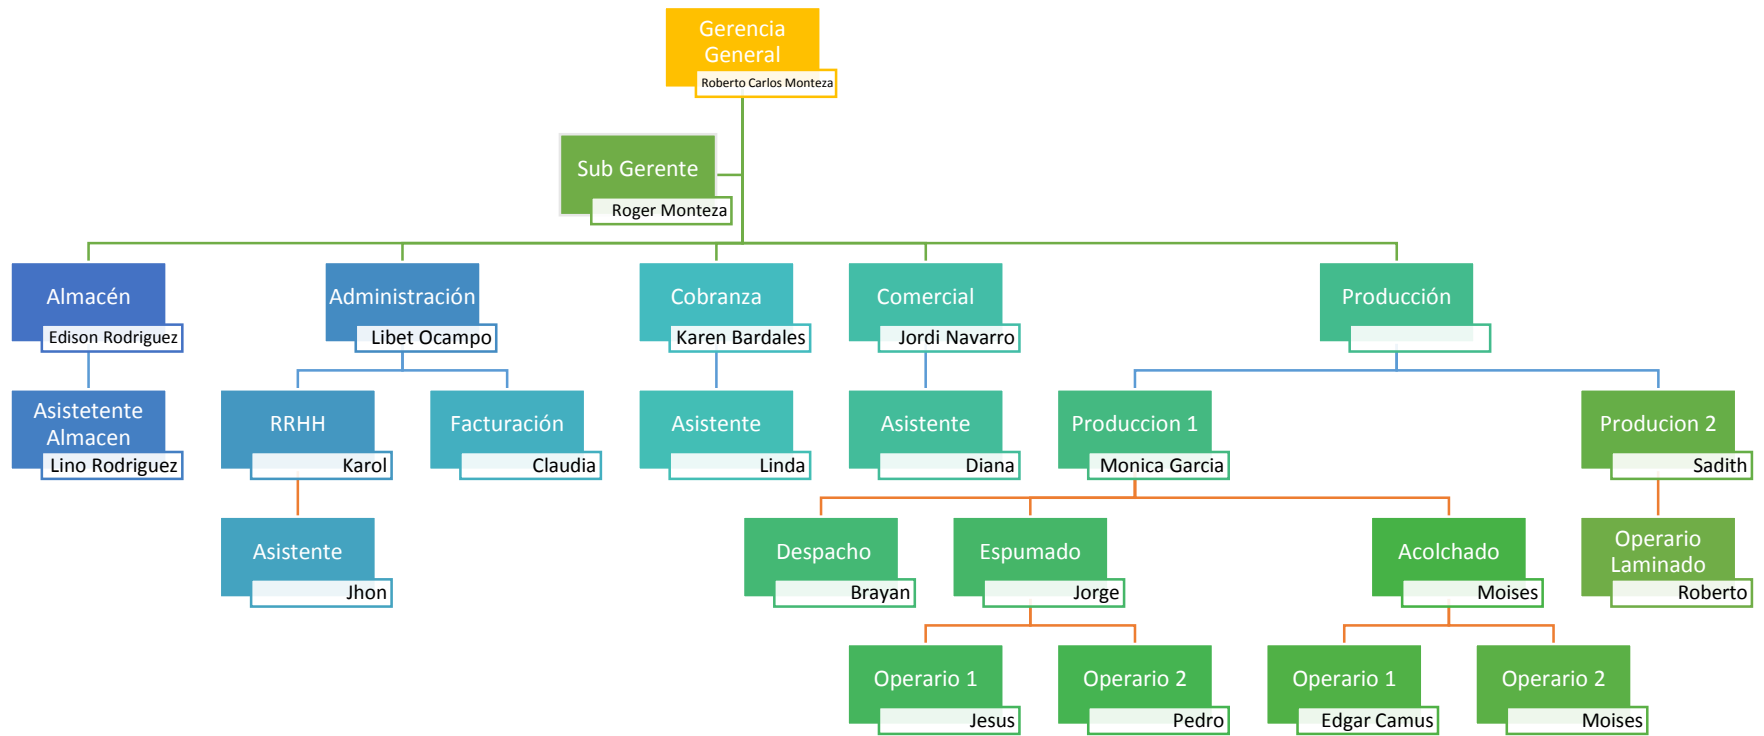 Gerencia
General
Roberto Carlos Monteza
Sub Gerente
Roger Monteza
Almacén
Edison Rodriguez
Administración
Libet Ocampo
Cobranza
Karen Bardales
Comercial
Jordi Navarro
Producción
Asistetente
Almacen
Lino Rodriguez
RRHH
Karol
Facturación
Claudia
Asistente
Linda
Asistente
Diana
Produccion 1
Monica Garcia
Producion 2
Sadith
Asistente
Jhon
Despacho
Brayan
Espumado
Jorge
Acolchado
Moises
Operario
Laminado
Roberto
Operario 1
Jesus
Operario 2
Pedro
Operario 1
Edgar Camus
Operario 2
Moises